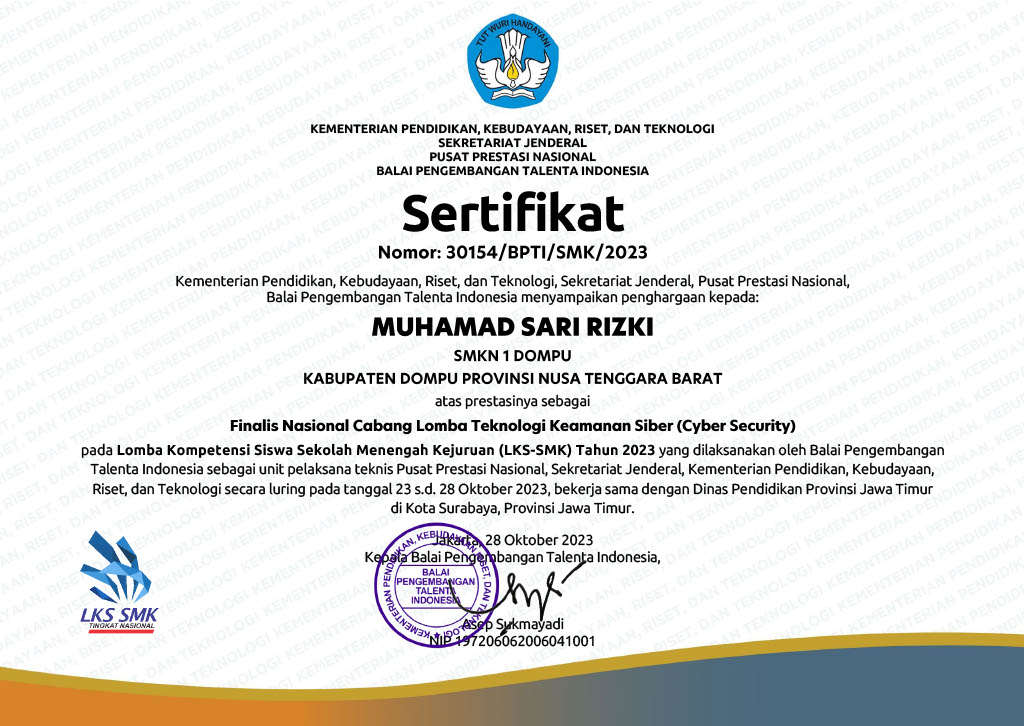 TUT WURI HANDAYANI
KEMENTERIAN PENDIDIKAN, KEBUDAYAAN, RISET, DAN TEKNOLOGI
SEKRETARIAT JENDERAL
PUSAT PRESTASI NASIONAL
BALAI PENGEMBANGAN TALENTA INDONESIA
Sertifikat
Nomor: 30154/BPTI/SMK/2023
Kementerian Pendidikan, Kebudayaan, Riset, dan Teknologi, Sekretariat Jenderal, Pusat Prestasi Nasional,
Balai Pengembangan Talenta Indonesia menyampaikan penghargaan kepada:
MUHAMAD SARI RIZKI
SMKN 1 DOMPU
KABUPATEN DOMPU PROVINSI NUSA TENGGARA BARAT
atas prestasinya sebagai
Finalis Nasional Cabang Lomba Teknologi Keamanan Siber (Cyber Security)
pada Lomba Kompetensi Siswa Sekolah Menengah Kejuruan (LKS-SMK) Tahun 2023 yang dilaksanakan oleh Balai Pengembangan
Talenta Indonesia sebagai unit pelaksana teknis Pusat Prestasi Nasional, Sekretariat Jenderal, Kementerian Pendidikan, Kebudayaan,
Riset, dan Teknologi secara luring pada tanggal 23 s.d. 28 Oktober 2023, bekerja sama dengan Dinas Pendidikan Provinsi Jawa Timur
di Kota Surabaya, Provinsi Jawa Timur.
Jakarta, 28 Oktober 2023
Kepala Balai Pengembangan Talenta Indonesia,
KEMENTERIAN PENDIDIKAN, KEBUDAYAAN, RISET, DAN TEKNOLOGI
BALAI
PENGEMBANGAN
TALENTA
INDONESIA
Asep Sukmayadi
NIP 197206062006041001
LKS SMK
TINGKAT NASIONAL